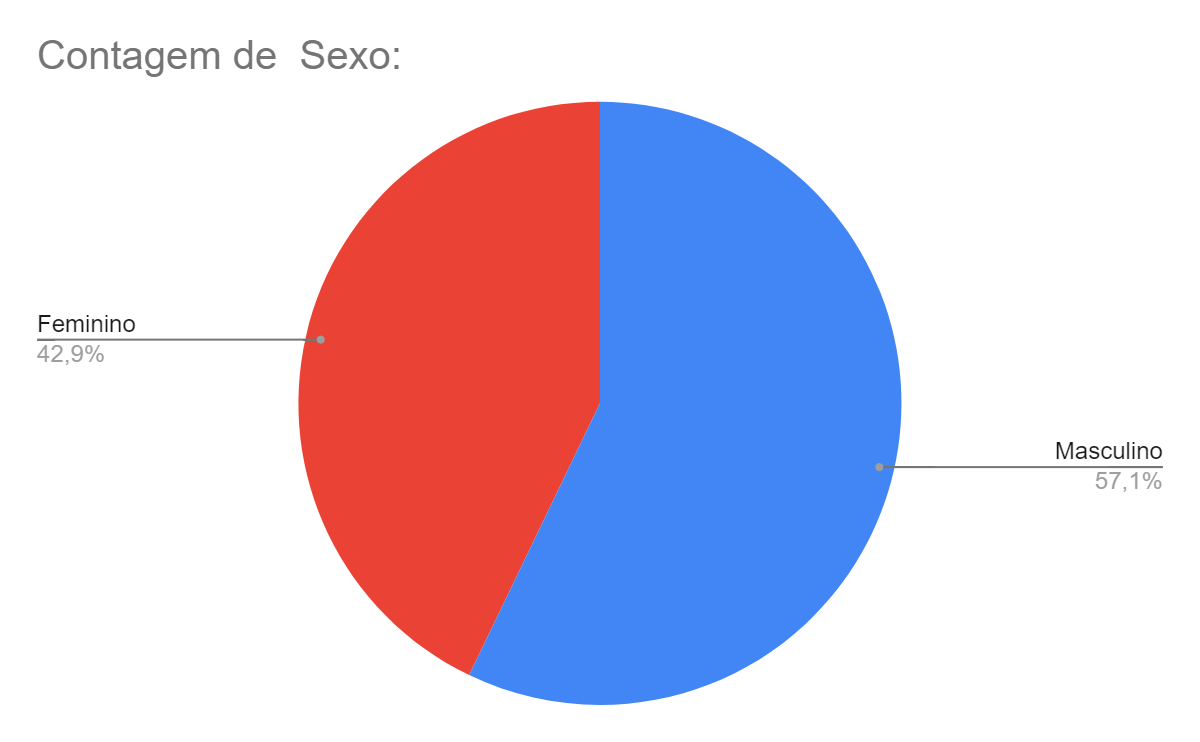 Contagem de  Sexo:
Feminino
42,9%
Masculino
57,1%